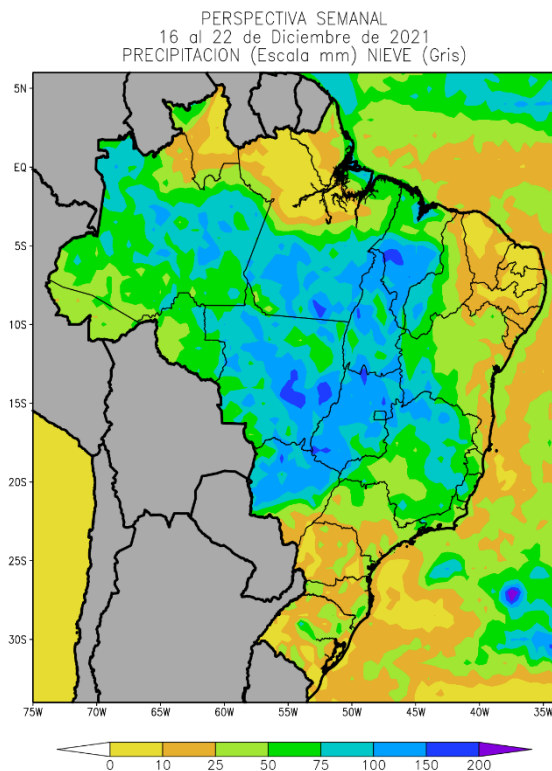 PERSPECTIVA SEMANAL
16 al 22 de Diciembre de 2021
PRECIPITACION (Escala mm) NIEVE (Gris)
5N
EQ
5S
10S
15S
20S
25S
30S
75W 70W 65W 60W 55W 50W 45W 40W 35W
0 10 25 50 75 100 150 200